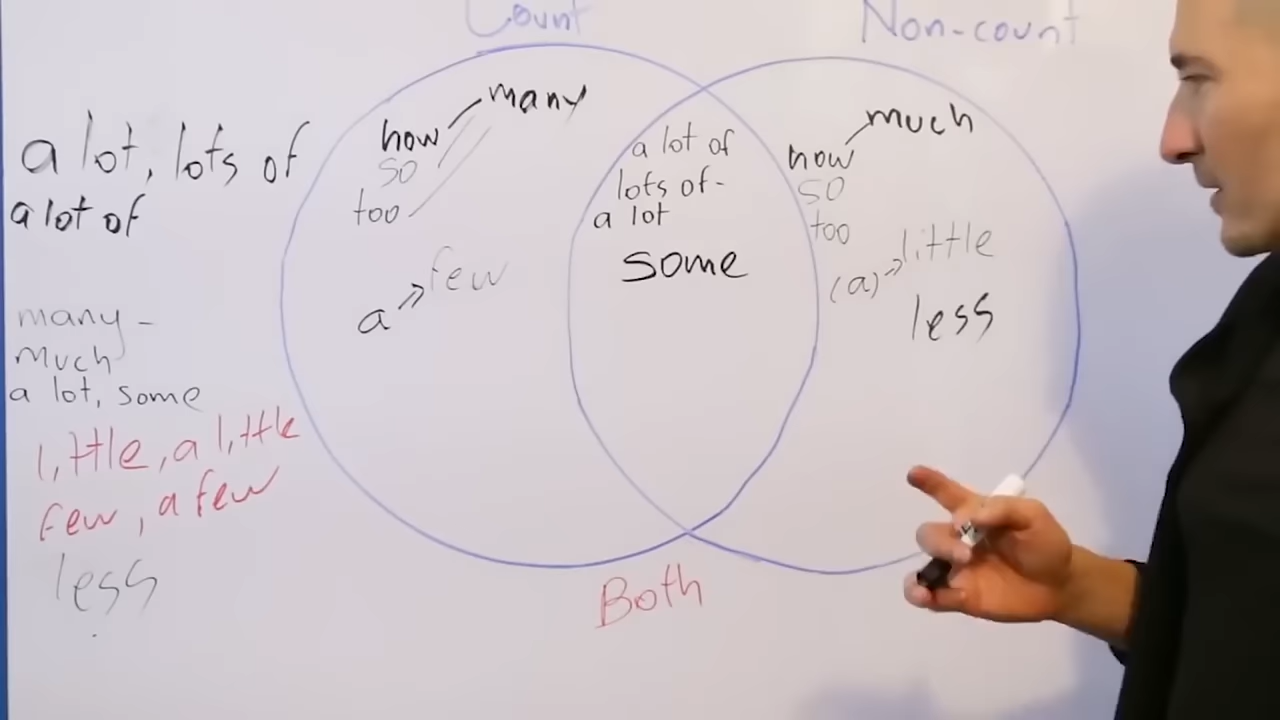 Count
Non-count
a lot, lots of
a lot of
many -
much
a lot, some
little, a little
few, a few
less
many
how
so
too
few
a
a lot of
lots of -
a lot
some
much
how
so
too
little
(a)
less
Both